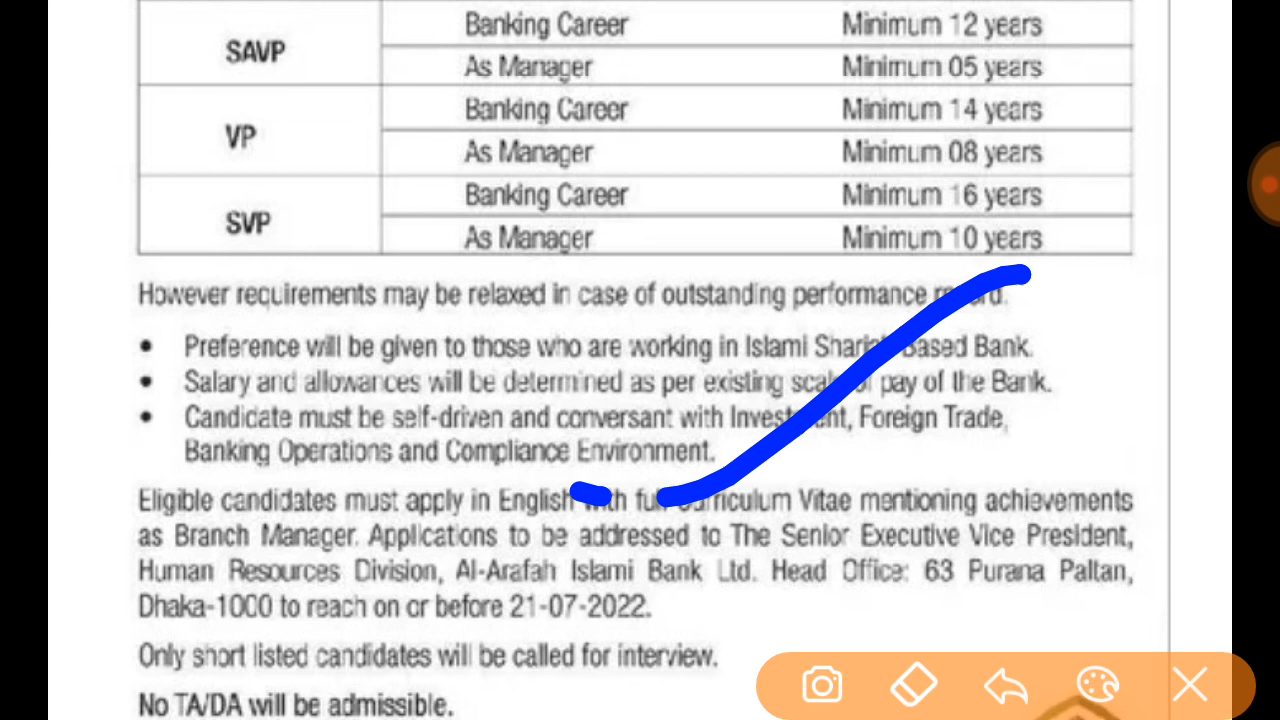 Banking Career Minimum 12 years
SAVP
As Manager Minimum 05 years
Banking Career Minimum 14 years
VP
As Manager Minimum 08 years
Banking Career Minimum 16 years
SVP
As Manager Minimum 10 years
However requirements may be relaxed in case of outstanding performance record.
• Preference will be given to those who are working in Islami Shariah Based Bank.
• Salary and allowances will be determined as per existing scale of pay of the Bank.
• Candidate must be self-driven and conversant with Investment, Foreign Trade,
Banking Operations and Compliance Environment.
Eligible candidates must apply in English with full Curriculum Vitae mentioning achievements
as Branch Manager. Applications to be addressed to The Senior Executive Vice President,
Human Resources Division, Al-Arafah Islami Bank Ltd. Head Office: 63 Purana Paltan,
Dhaka-1000 to reach on or before 21-07-2022.
Only short listed candidates will be called for interview.
No TA/DA will be admissible.